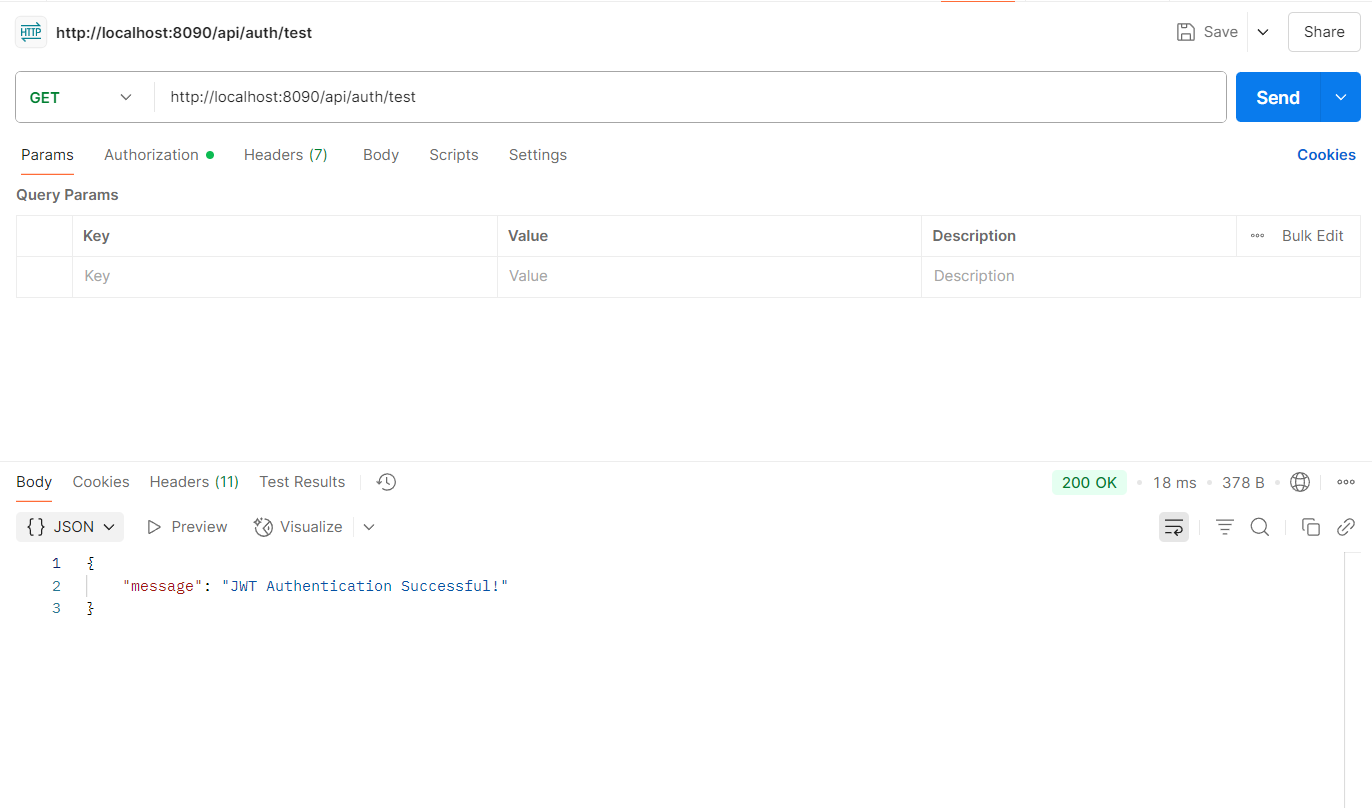 HTTP http://localhost:8090/api/auth/test Save Share
GET http://localhost:8090/api/auth/test Send
Params Authorization Headers (7) Body Scripts Settings Cookies
Query Params
Key Value Description Bulk Edit
Key Value Description
Body Cookies Headers (11) Test Results 200 OK • 18 ms • 378 B •
{} JSON Preview Visualize
1 {
2 "message": "JWT Authentication Successful!"
3 }